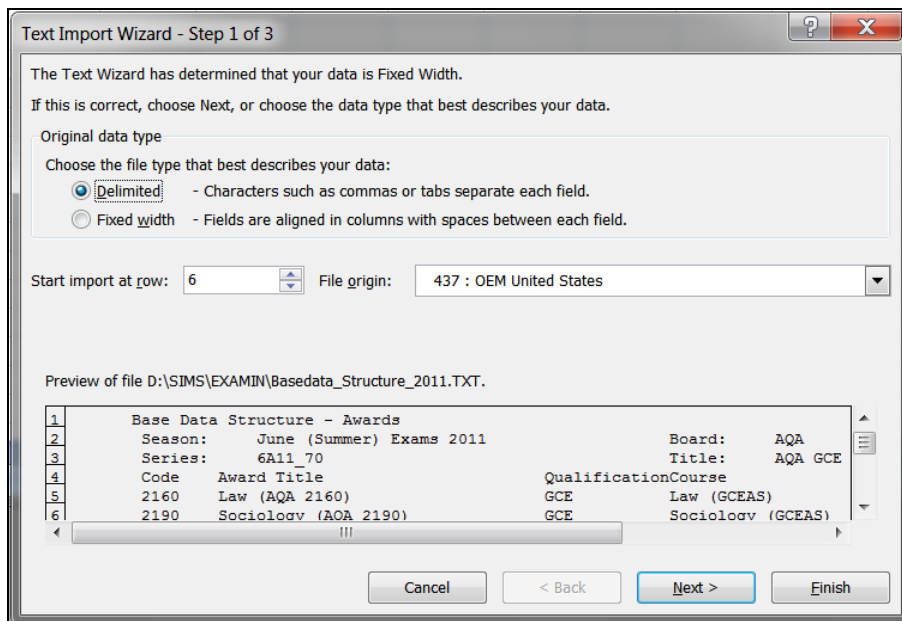 Text Import Wizard - Step 1 of 3
The Text Wizard has determined that your data is Fixed Width.
If this is correct, choose Next, or choose the data type that best describes your data.
Original data type
Choose the file type that best describes your data:
Delimited - Characters such as commas or tabs separate each field.
Fixed width - Fields are aligned in columns with spaces between each field.
Start import at row: 6 File origin: 437 : OEM United States
Preview of file D:\SIMS\EXAMIN\Basedata_Structure_2011.TXT.
1 Base Data Structure - Awards
2 Season: June (Summer) Exams 2011 Board: AQA
3 Series: 6A11_70 Title: AQA GCE
4 Code Award Title QualificationCourse
5 2160 Law (AQA 2160) GCE Law (GCEAS)
6 2190 Sociology (AQA 2190) GCE Sociology (GCEAS)
Cancel < Back Next > Finish